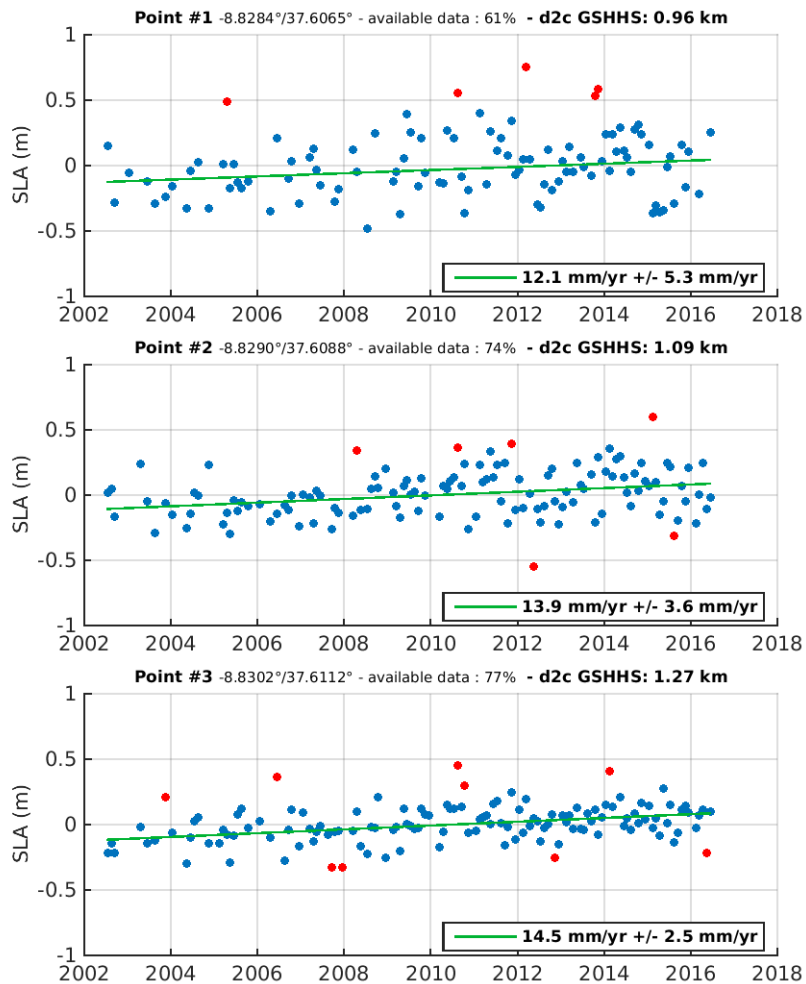 Point #1 -8.8284°/37.6065° - available data : 61% - d2c GSHHS: 0.96 km
1
0.5
0
-0.5
-1
SLA (m)
12.1 mm/yr +/- 5.3 mm/yr
2002 2004 2006 2008 2010 2012 2014 2016 2018
Point #2 -8.8290°/37.6088° - available data : 74% - d2c GSHHS: 1.09 km
1
0.5
0
-0.5
-1
SLA (m)
13.9 mm/yr +/- 3.6 mm/yr
2002 2004 2006 2008 2010 2012 2014 2016 2018
Point #3 -8.8302°/37.6112° - available data : 77% - d2c GSHHS: 1.27 km
1
0.5
0
-0.5
-1
SLA (m)
14.5 mm/yr +/- 2.5 mm/yr
2002 2004 2006 2008 2010 2012 2014 2016 2018